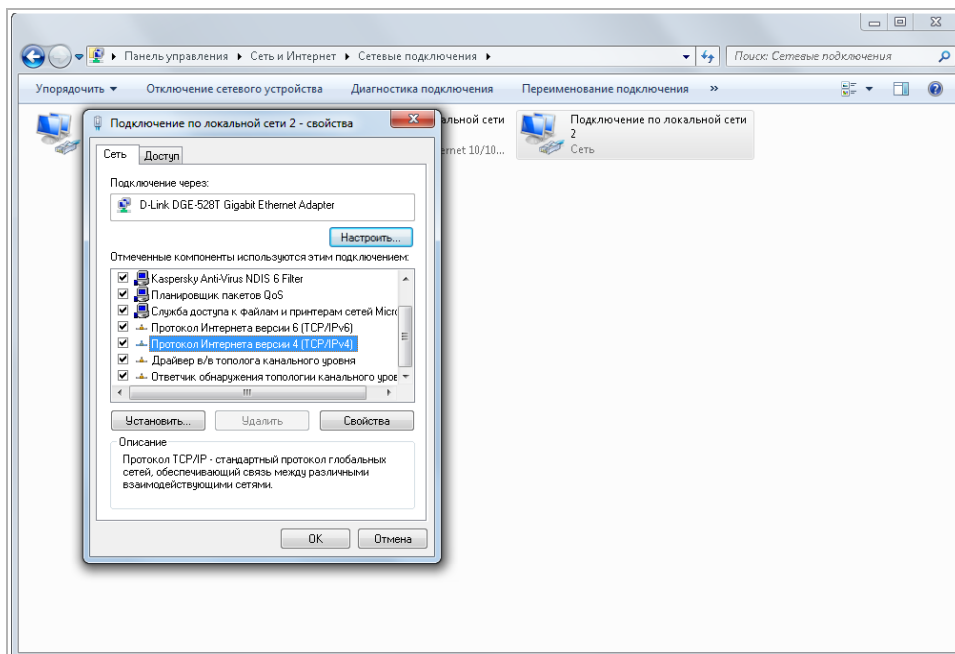 Панель управления ▸ Сеть и Интернет ▸ Сетевые подключения ▸
Поиск: Сетевые подключения
Упорядочить ▾ Отключение сетевого устройства Диагностика подключения Переименование подключения »
Подключение по локальной сети 2 - свойства
альной сети
ernet 10/10...
Подключение по локальной сети
2
Сеть
Сеть Доступ
Подключение через:
D-Link DGE-528T Gigabit Ethernet Adapter
Настроить...
Отмеченные компоненты используются этим подключением:
Kaspersky Anti-Virus NDIS 6 Filter
Планировщик пакетов QoS
Служба доступа к файлам и принтерам сетей Micr
Протокол Интернета версии 6 (TCP/IPv6)
Протокол Интернета версии 4 (TCP/IPv4)
Драйвер в/в тополога канального уровня
Ответчик обнаружения топологии канального уров
Установить... Удалить Свойства
Описание
Протокол TCP/IP - стандартный протокол глобальных
сетей, обеспечивающий связь между различными
взаимодействующими сетями.
OK Отмена